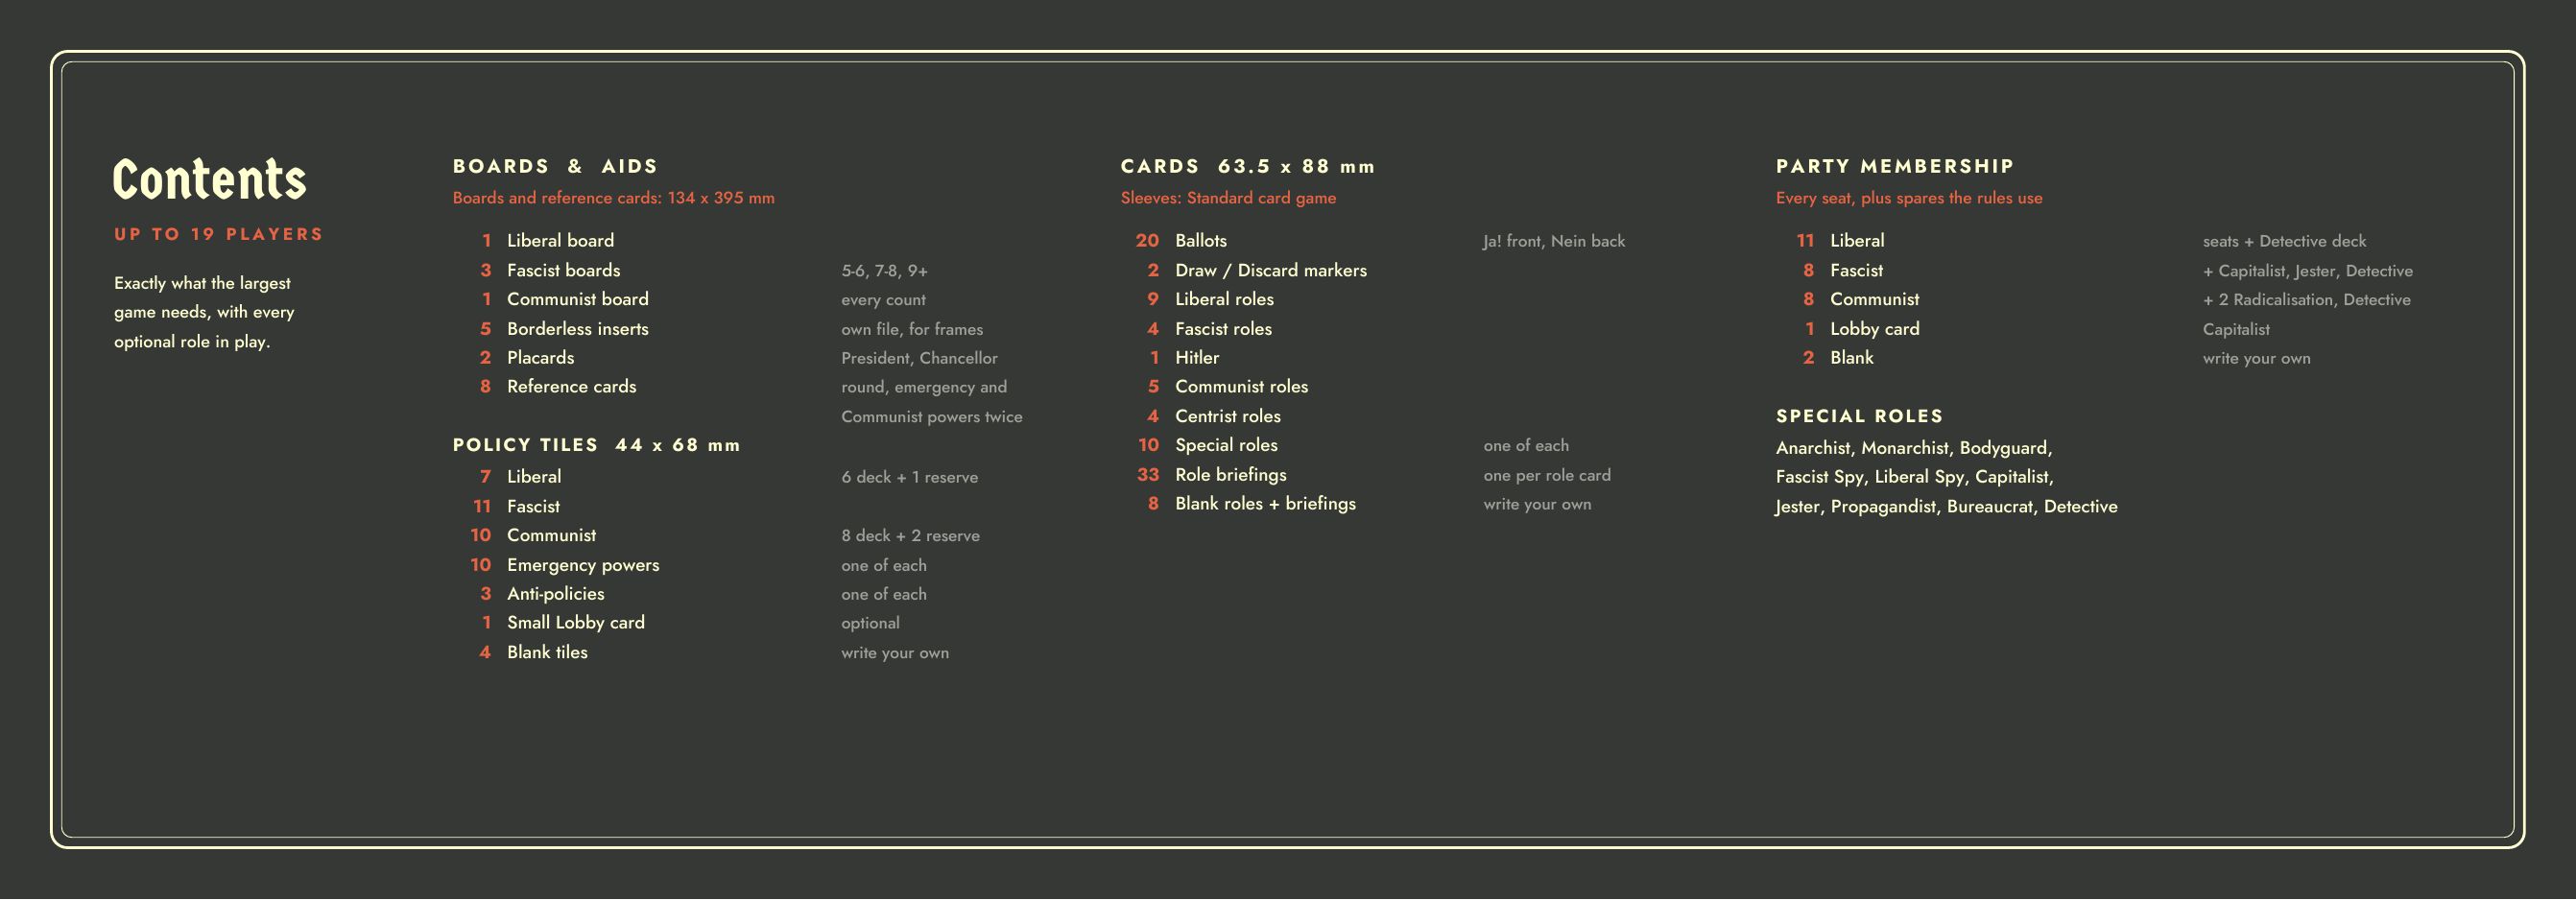 Contents
UP TO 19 PLAYERS
Exactly what the largest
game needs, with every
optional role in play.
BOARDS & AIDS
Boards and reference cards: 134 x 395 mm
1 Liberal board
3 Fascist boards 5-6, 7-8, 9+
1 Communist board every count
5 Borderless inserts own file, for frames
2 Placards President, Chancellor
8 Reference cards round, emergency and
Communist powers twice
POLICY TILES 44 x 68 mm
7 Liberal 6 deck + 1 reserve
11 Fascist
10 Communist 8 deck + 2 reserve
10 Emergency powers one of each
3 Anti-policies one of each
1 Small Lobby card optional
4 Blank tiles write your own
CARDS 63.5 x 88 mm
Sleeves: Standard card game
20 Ballots Ja! front, Nein back
2 Draw / Discard markers
9 Liberal roles
4 Fascist roles
1 Hitler
5 Communist roles
4 Centrist roles
10 Special roles one of each
33 Role briefings one per role card
8 Blank roles + briefings write your own
PARTY MEMBERSHIP
Every seat, plus spares the rules use
11 Liberal seats + Detective deck
8 Fascist + Capitalist, Jester, Detective
8 Communist + 2 Radicalisation, Detective
1 Lobby card Capitalist
2 Blank write your own
SPECIAL ROLES
Anarchist, Monarchist, Bodyguard,
Fascist Spy, Liberal Spy, Capitalist,
Jester, Propagandist, Bureaucrat, Detective